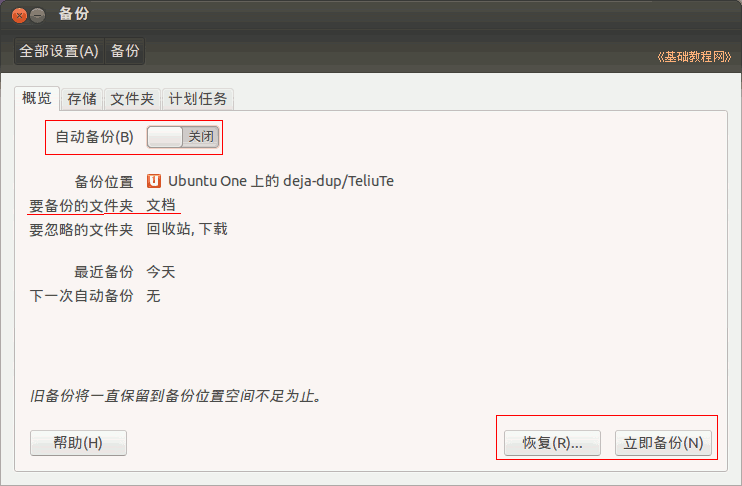 备份
全部设置(A) 备份
《基础教程网》
概览 存储 文件夹 计划任务
自动备份(B) 关闭
备份位置 Ubuntu One 上的 deja-dup/TeliuTe
要备份的文件夹 文档
要忽略的文件夹 回收站, 下载
最近备份 今天
下一次自动备份 无
旧备份将一直保留到备份位置空间不足为止。
帮助(H) 恢复(R)... 立即备份(N)